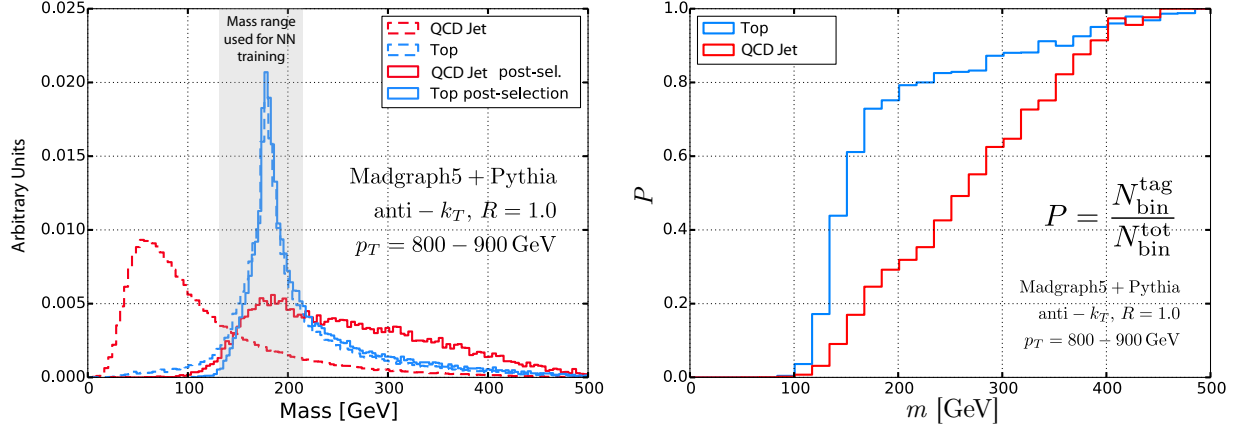 0.025
0.020
0.015
0.010
0.005
0.000
Arbitrary Units
Mass range
used for NN
training
QCD Jet
Top
QCD Jet post-sel.
Top post-selection
Madgraph5 + Pythia
anti − k_T, R = 1.0
p_T = 800 − 900 GeV
0 100 200 300 400 500
Mass [GeV]
1.0
0.8
0.6
0.4
0.2
0.0
P
Top
QCD Jet
P = N_bin^tag / N_bin^tot
Madgraph5 + Pythia
anti − k_T, R = 1.0
p_T = 800 − 900 GeV
0 100 200 300 400 500
m [GeV]